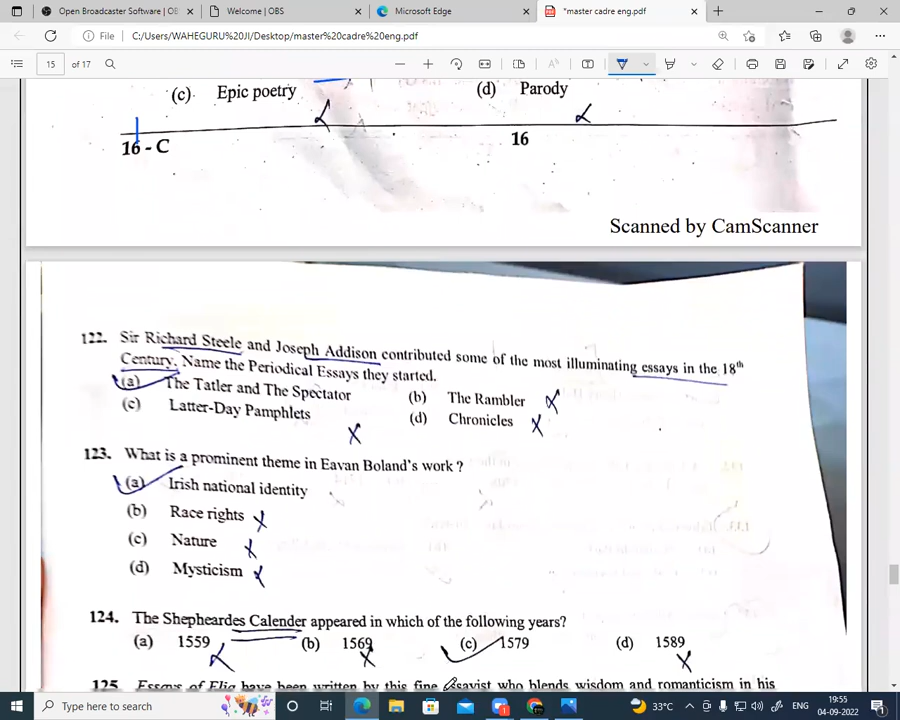 Open Broadcaster Software | OBS
Welcome | OBS
Microsoft Edge
*master cadre eng.pdf
File
C:/Users/WAHEGURU%20JI/Desktop/master%20cadre%20eng.pdf
15 of 17
(c) Epic poetry (d) Parody
16 - C 16
Scanned by CamScanner
122. Sir Richard Steele and Joseph Addison contributed some of the most illuminating essays in the 18th
Century. Name the Periodical Essays they started.
(a) The Tatler and The Spectator (b) The Rambler
(c) Latter-Day Pamphlets (d) Chronicles
123. What is a prominent theme in Eavan Boland's work ?
(a) Irish national identity
(b) Race rights
(c) Nature
(d) Mysticism
124. The Shepheardes Calender appeared in which of the following years?
(a) 1559 (b) 1569 (c) 1579 (d) 1589
125. Essays of Elia have been written by this fine essayist who blends wisdom and romanticism in his
Type here to search
33°C
19:55
04-09-2022